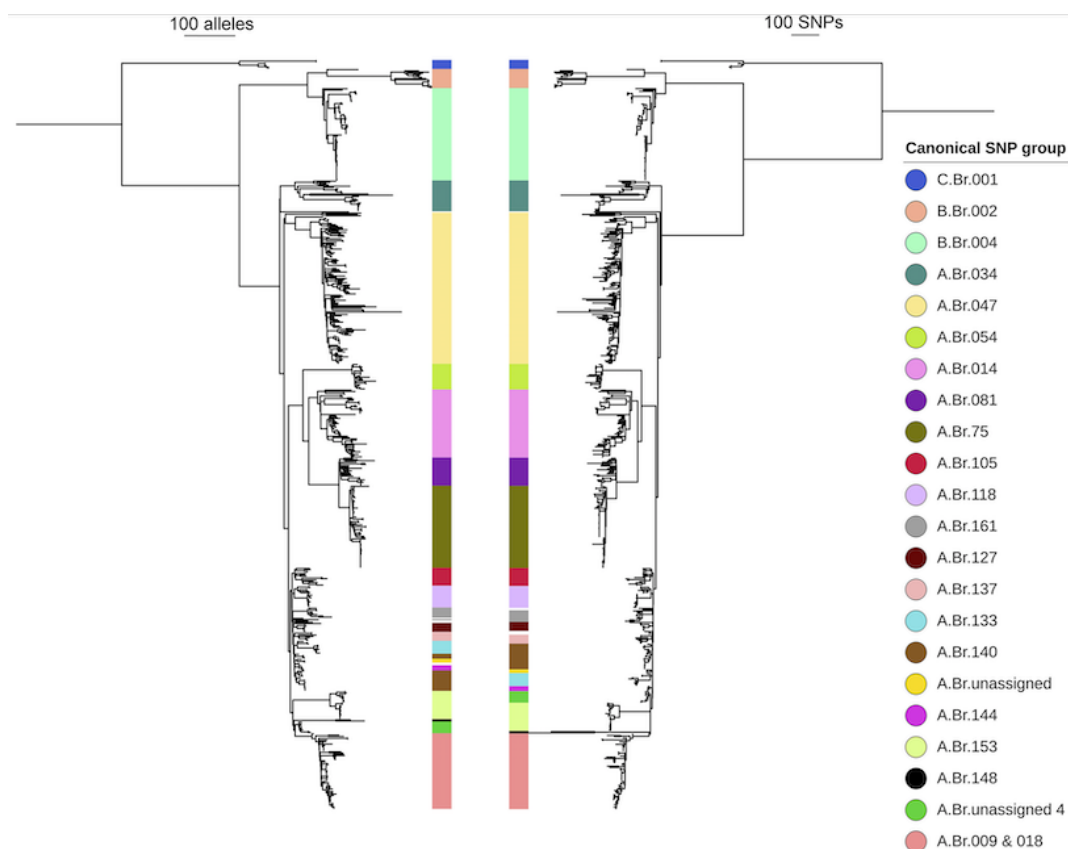 100 alleles
100 SNPs
Canonical SNP group
C.Br.001
B.Br.002
B.Br.004
A.Br.034
A.Br.047
A.Br.054
A.Br.014
A.Br.081
A.Br.75
A.Br.105
A.Br.118
A.Br.161
A.Br.127
A.Br.137
A.Br.133
A.Br.140
A.Br.unassigned
A.Br.144
A.Br.153
A.Br.148
A.Br.unassigned 4
A.Br.009 & 018